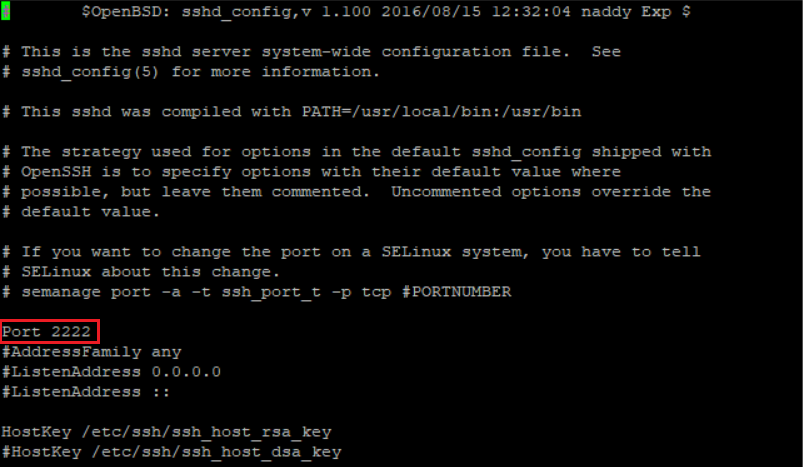 # $OpenBSD: sshd_config,v 1.100 2016/08/15 12:32:04 naddy Exp $
# This is the sshd server system-wide configuration file.  See
# sshd_config(5) for more information.
# This sshd was compiled with PATH=/usr/local/bin:/usr/bin
# The strategy used for options in the default sshd_config shipped with
# OpenSSH is to specify options with their default value where
# possible, but leave them commented.  Uncommented options override the
# default value.
# If you want to change the port on a SELinux system, you have to tell
# SELinux about this change.
# semanage port -a -t ssh_port_t -p tcp #PORTNUMBER
Port 2222
#AddressFamily any
#ListenAddress 0.0.0.0
#ListenAddress ::
HostKey /etc/ssh/ssh_host_rsa_key
#HostKey /etc/ssh/ssh_host_dsa_key